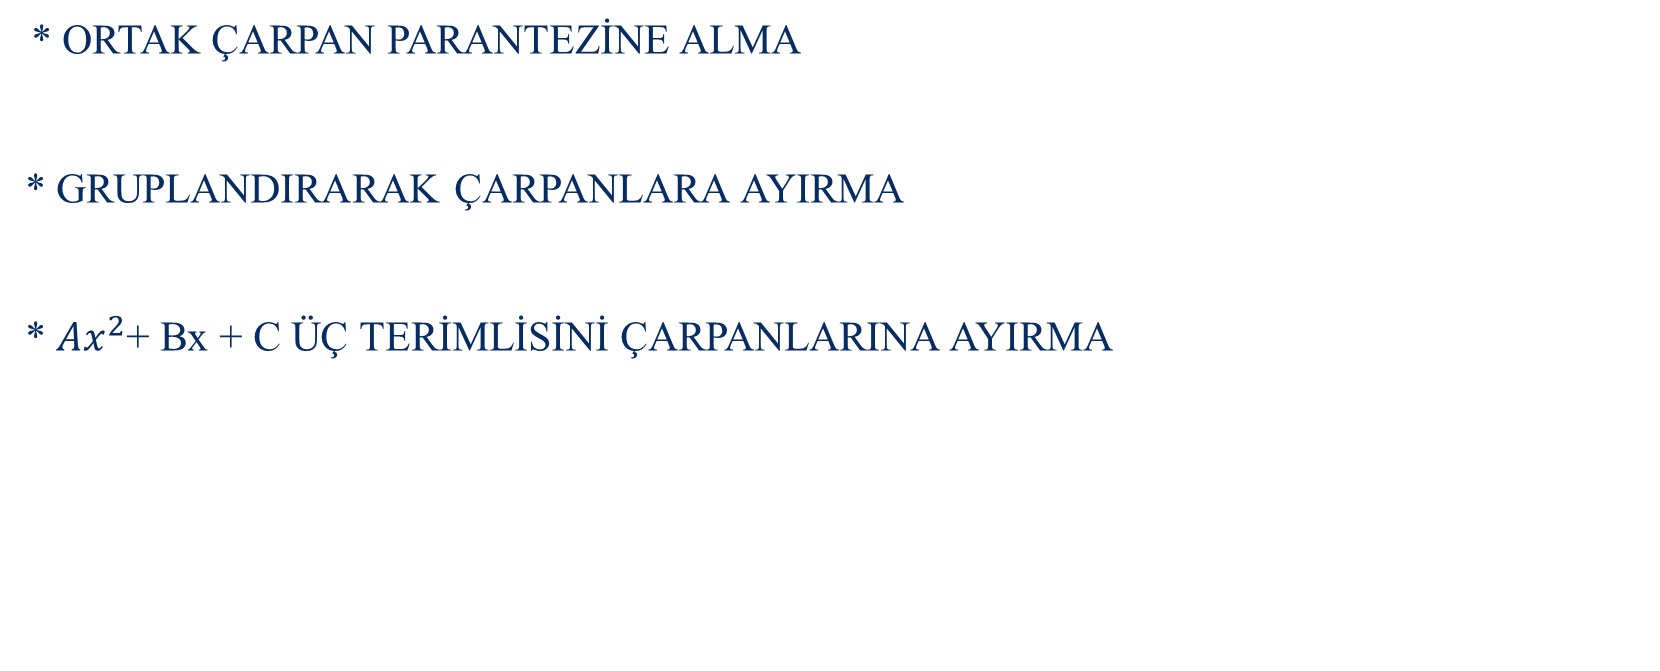 * ORTAK ÇARPAN PARANTEZİNE ALMA
* GRUPLANDIRARAK ÇARPANLARA AYIRMA
* 𝐴𝑥²+ Bx + C ÜÇ TERİMLİSİNİ ÇARPANLARINA AYIRMA